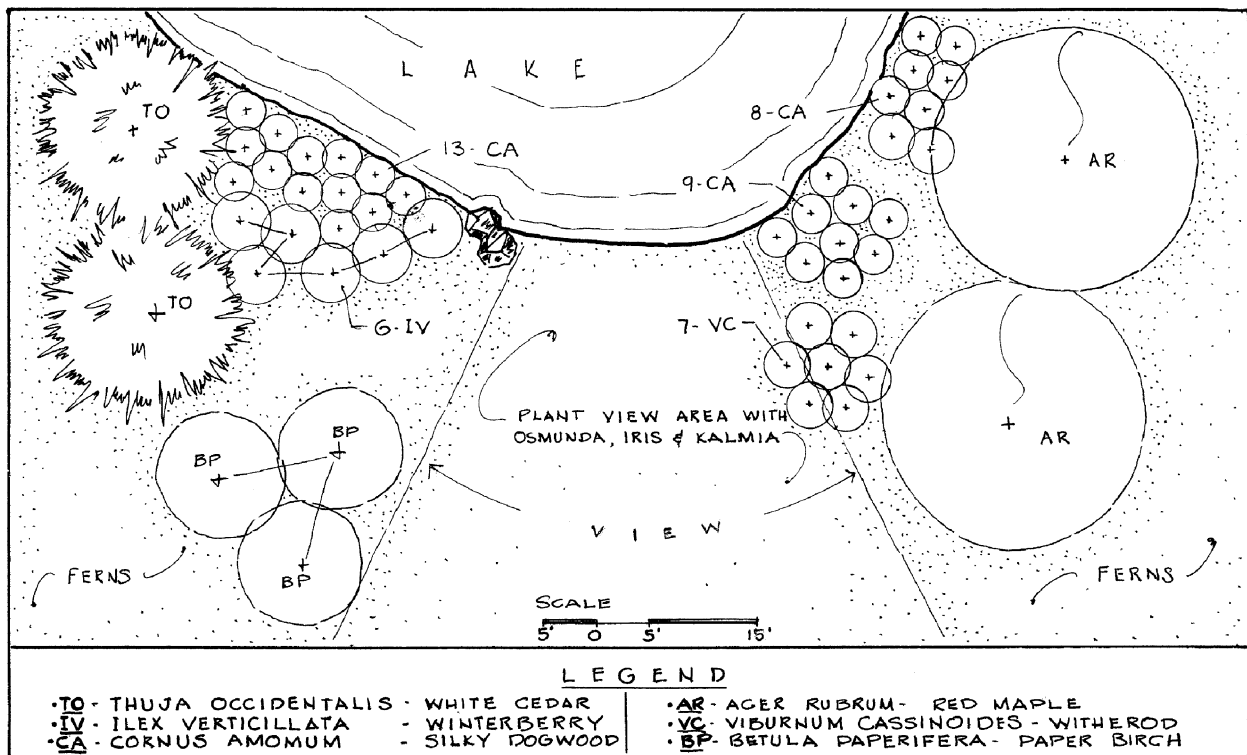 LAKE
TO
8-CA
13-CA
AR
9-CA
TO
6-IV
7-VC
PLANT VIEW AREA WITH
OSMUNDA, IRIS & KALMIA
BP
BP
AR
VIEW
BP
FERNS
FERNS
SCALE
5' 0 5' 15'
LEGEND
•TO - THUJA OCCIDENTALIS - WHITE CEDAR
•IV - ILEX VERTICILLATA - WINTERBERRY
•CA - CORNUS AMOMUM - SILKY DOGWOOD
•AR - ACER RUBRUM - RED MAPLE
•VC - VIBURNUM CASSINOIDES - WITHEROD
•BP - BETULA PAPERIFERA - PAPER BIRCH